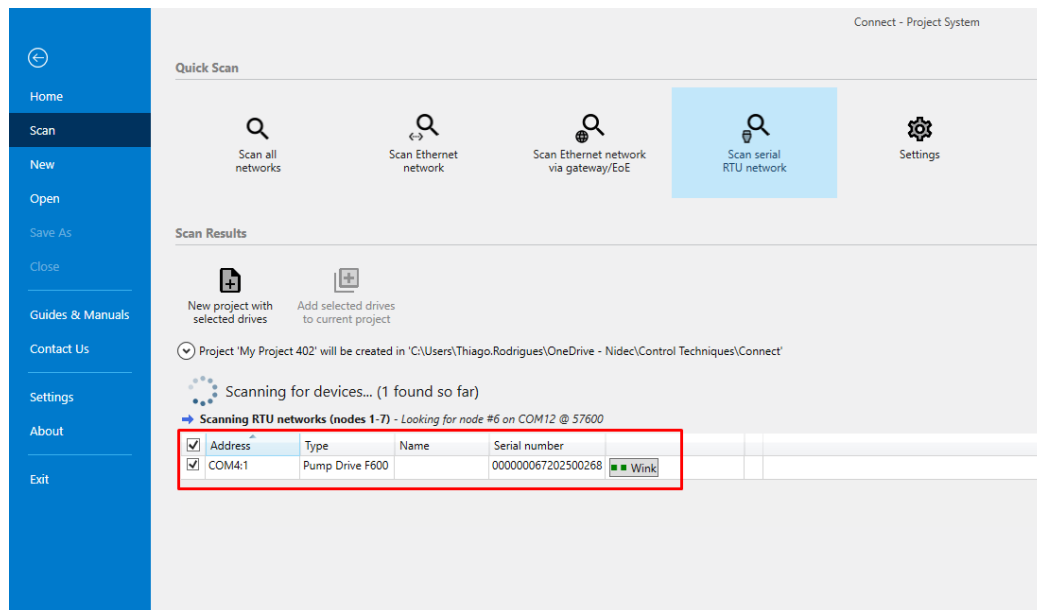 Connect - Project System
Home
Scan
New
Open
Save As
Close
Guides & Manuals
Contact Us
Settings
About
Exit
Quick Scan
Scan all
networks
Scan Ethernet
network
Scan Ethernet network
via gateway/EoE
Scan serial
RTU network
Settings
Scan Results
New project with
selected drives
Add selected drives
to current project
Project 'My Project 402' will be created in 'C:\Users\Thiago.Rodrigues\OneDrive - Nidec\Control Techniques\Connect'
Scanning for devices... (1 found so far)
Scanning RTU networks (nodes 1-7) - Looking for node #6 on COM12 @ 57600
Address Type Name Serial number
COM4:1 Pump Drive F600 000000067202500268 Wink